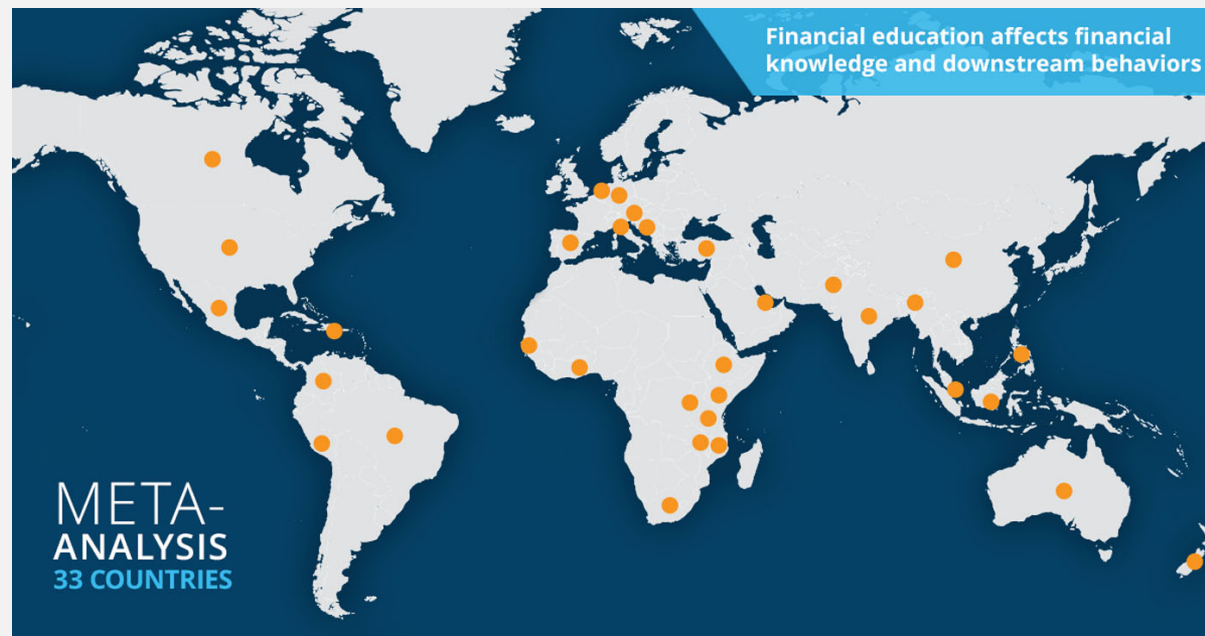 Financial education affects financial
knowledge and downstream behaviors
META-
ANALYSIS
33 COUNTRIES